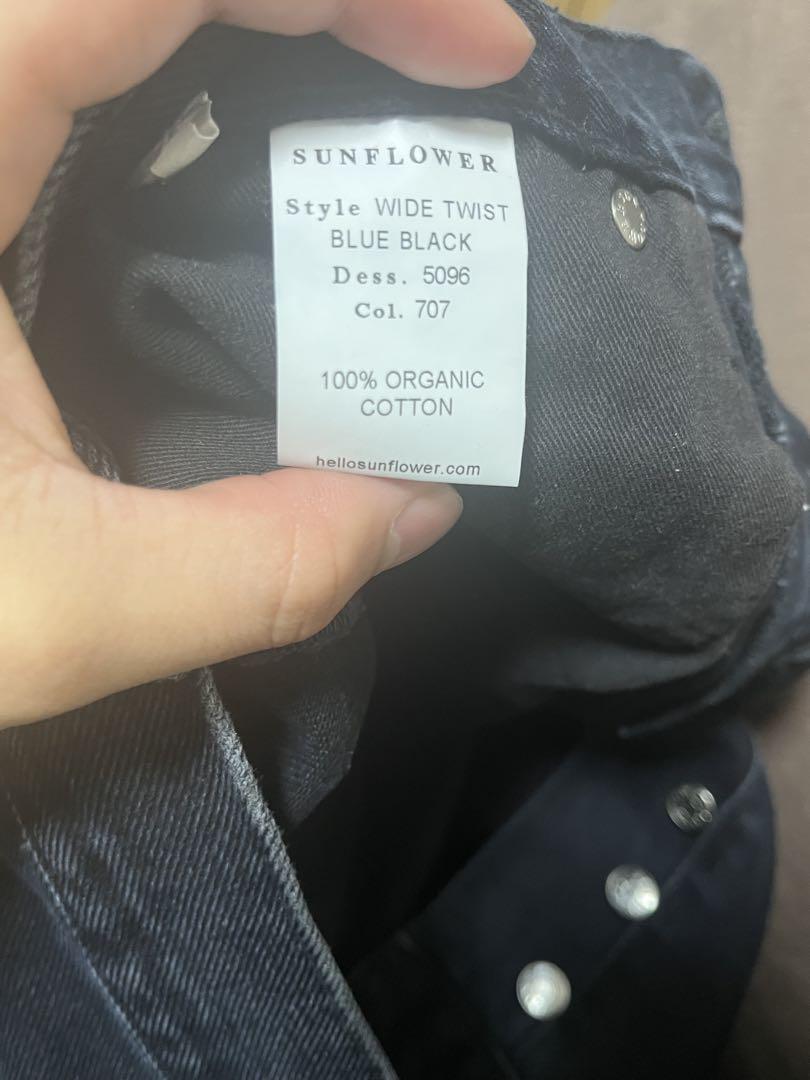 SUNFLOWER
Style WIDE TWIST
BLUE BLACK
Dess. 5096
Col. 707
100% ORGANIC
COTTON
hellosunflower.com